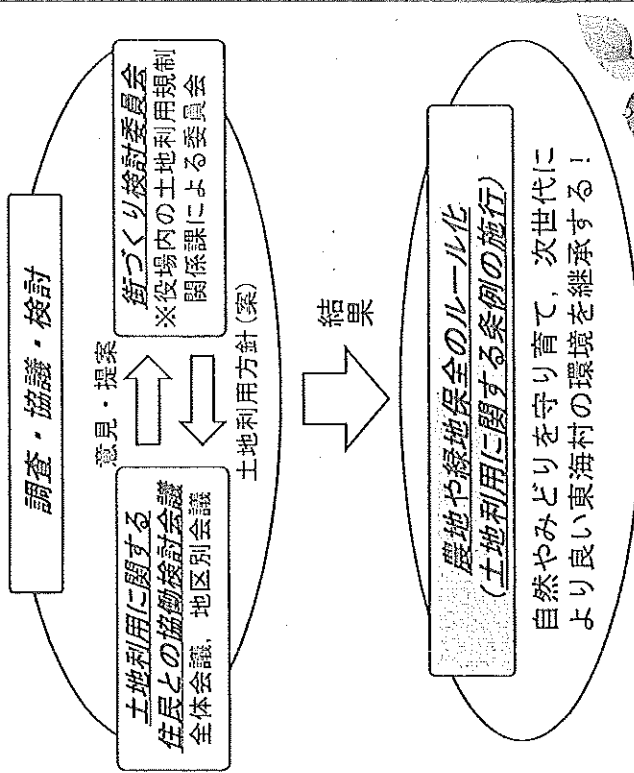 調査・協議・検討
土地利用に関する
住民との協働検討会議
全体会議，地区別会議
意見・提案
土地利用方針(案)
街づくり検討委員会
※役場内の土地利用規制
関係課による委員会
結果
農地や緑地保全のルール化
(土地利用に関する条例の施行)
自然やみどりを守り育て，次世代に
より良い東海村の環境を継承する！